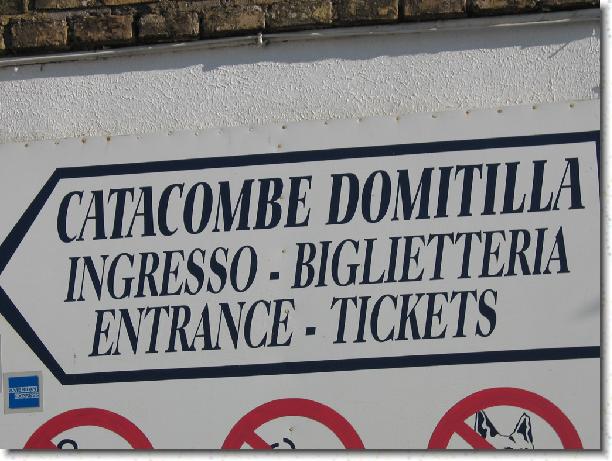 CATACOMBE DOMITILLA
INGRESSO - BIGLIETTERIA
ENTRANCE - TICKETS